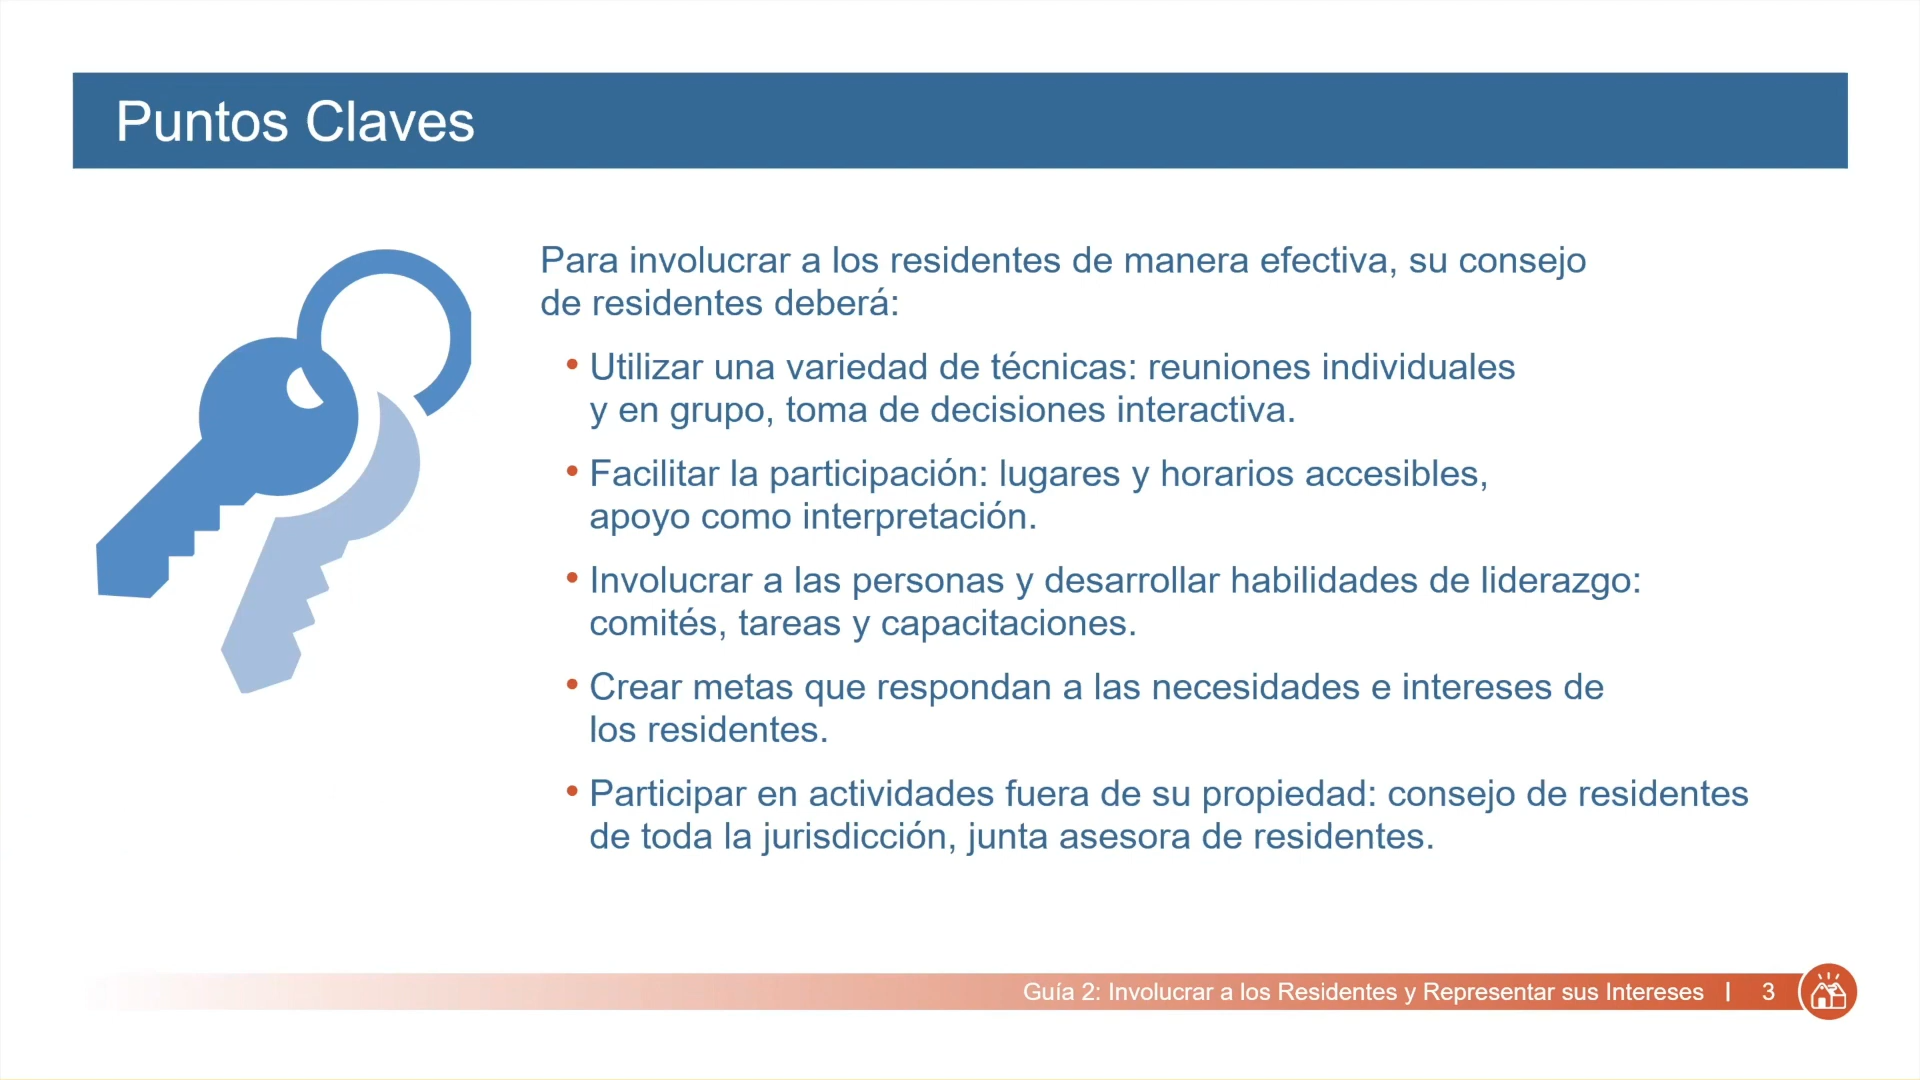 Puntos Claves
Para involucrar a los residentes de manera efectiva, su consejo
de residentes deberá:
• Utilizar una variedad de técnicas: reuniones individuales
y en grupo, toma de decisiones interactiva.
• Facilitar la participación: lugares y horarios accesibles,
apoyo como interpretación.
• Involucrar a las personas y desarrollar habilidades de liderazgo:
comités, tareas y capacitaciones.
• Crear metas que respondan a las necesidades e intereses de
los residentes.
• Participar en actividades fuera de su propiedad: consejo de residentes
de toda la jurisdicción, junta asesora de residentes.
Guía 2: Involucrar a los Residentes y Representar sus Intereses | 3